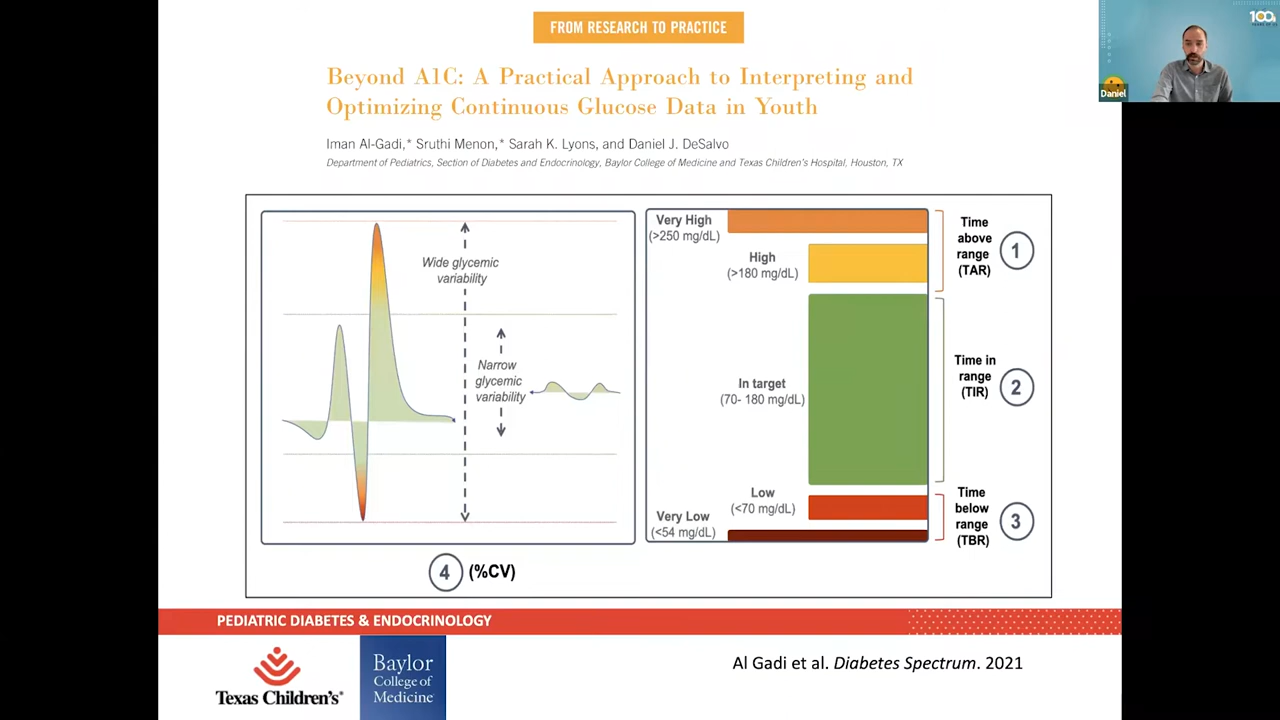 FROM RESEARCH TO PRACTICE
Beyond A1C: A Practical Approach to Interpreting and
Optimizing Continuous Glucose Data in Youth
Iman Al-Gadi,* Sruthi Menon,* Sarah K. Lyons, and Daniel J. DeSalvo
Department of Pediatrics, Section of Diabetes and Endocrinology, Baylor College of Medicine and Texas Children's Hospital, Houston, TX
Wide glycemic
variability
Narrow
glycemic
variability
4 (%CV)
Very High
(>250 mg/dL)
High
(>180 mg/dL)
In target
(70- 180 mg/dL)
Low
(<70 mg/dL)
Very Low
(<54 mg/dL)
Time
above
range
(TAR)
1
Time in
range
(TIR)
2
Time
below
range
(TBR)
3
PEDIATRIC DIABETES & ENDOCRINOLOGY
Texas Children's
Baylor
College of
Medicine
Al Gadi et al. Diabetes Spectrum. 2021
Daniel
100